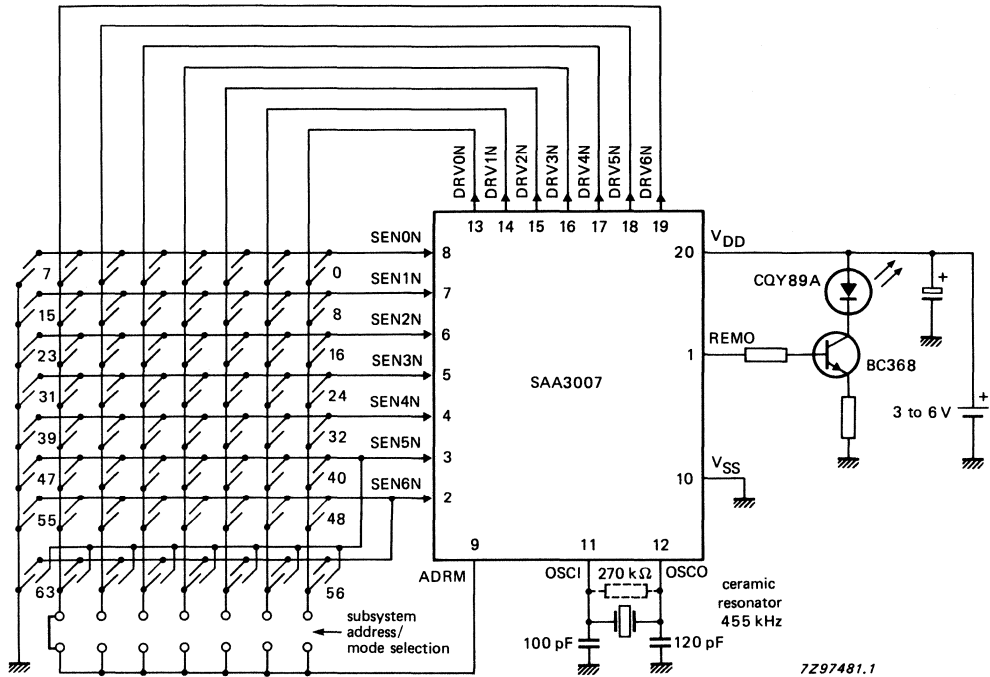 DRV0N
DRV1N
DRV2N
DRV3N
DRV4N
DRV5N
DRV6N
13 14 15 16 17 18 19
SEN0N
8
7
0
SEN1N
7
15
8
SEN2N
6
23
16
SEN3N
5
31
24
SEN4N
4
39
32
SEN5N
3
47
40
SEN6N
2
55
48
63
56
SAA3007
20
VDD
CQY89A
+
REMO
1
BC368
3 to 6 V
+
VSS
10
9
11
12
ADRM
OSCI
270 kΩ
OSCO
100 pF
120 pF
ceramic
resonator
455 kHz
subsystem
address/
mode selection
7Z97481.1